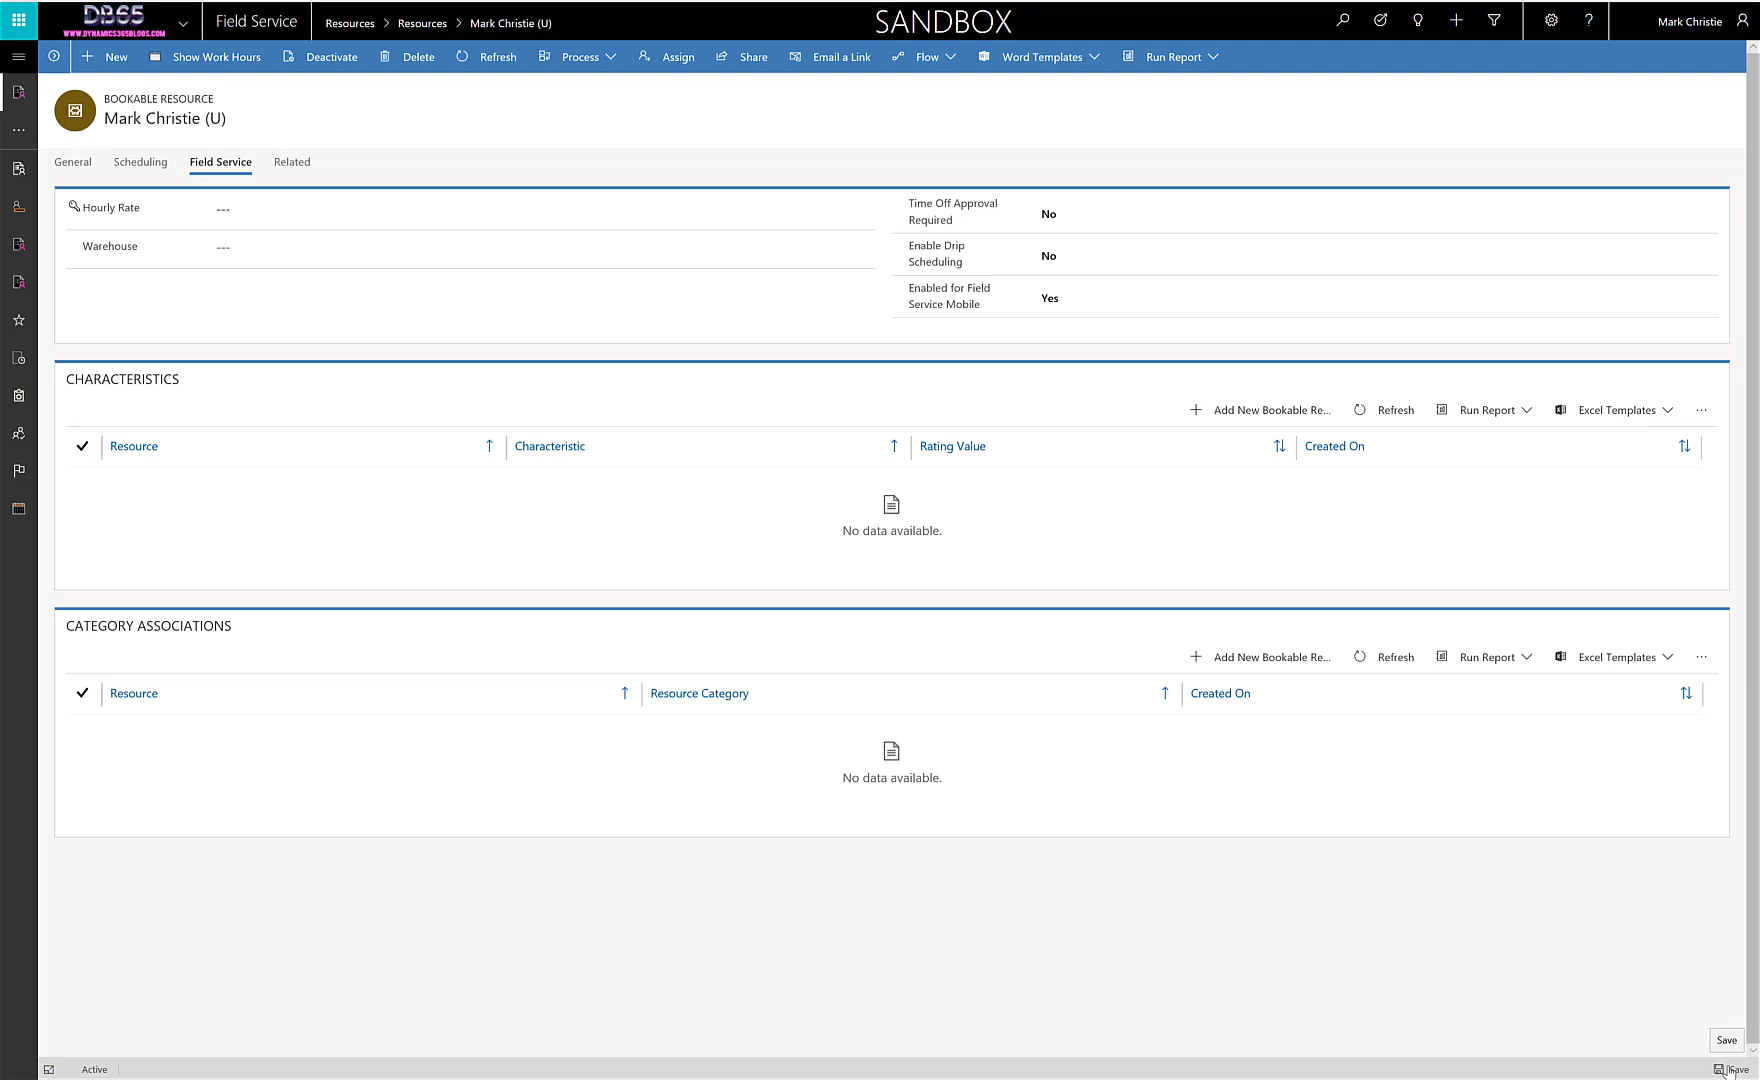 DB65
WWW.DYNAMICS365BLOGS.COM
Field Service
Resources > Resources > Mark Christie (U)
SANDBOX
Mark Christie
New
Show Work Hours
Deactivate
Delete
Refresh
Process
Assign
Share
Email a Link
Flow
Word Templates
Run Report
BOOKABLE RESOURCE
Mark Christie (U)
General
Scheduling
Field Service
Related
Hourly Rate
---
Warehouse
---
Time Off Approval
Required
No
Enable Drip
Scheduling
No
Enabled for Field
Service Mobile
Yes
CHARACTERISTICS
Add New Bookable Re...
Refresh
Run Report
Excel Templates
...
Resource
Characteristic
Rating Value
Created On
No data available.
CATEGORY ASSOCIATIONS
Add New Bookable Re...
Refresh
Run Report
Excel Templates
...
Resource
Resource Category
Created On
No data available.
Save
Active
Save